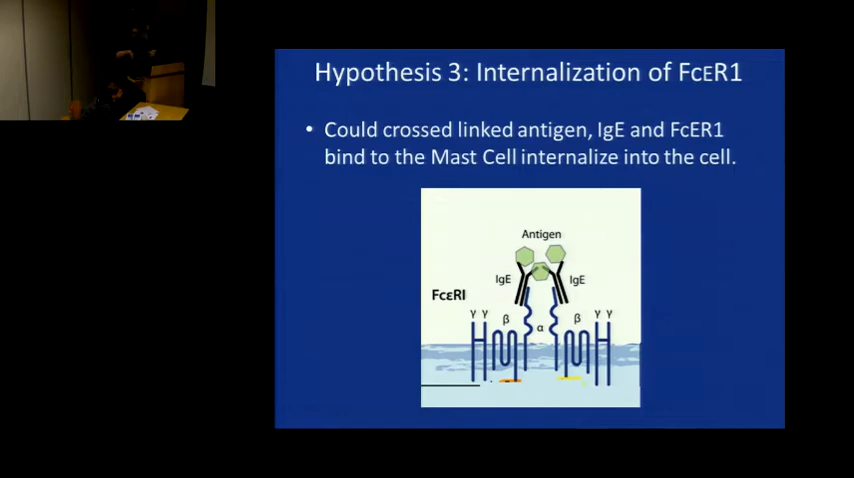 Hypothesis 3: Internalization of FcER1
• Could crossed linked antigen, IgE and FcER1
bind to the Mast Cell internalize into the cell.
Antigen
IgE IgE
FcεRI
γ γ β α β γ γ